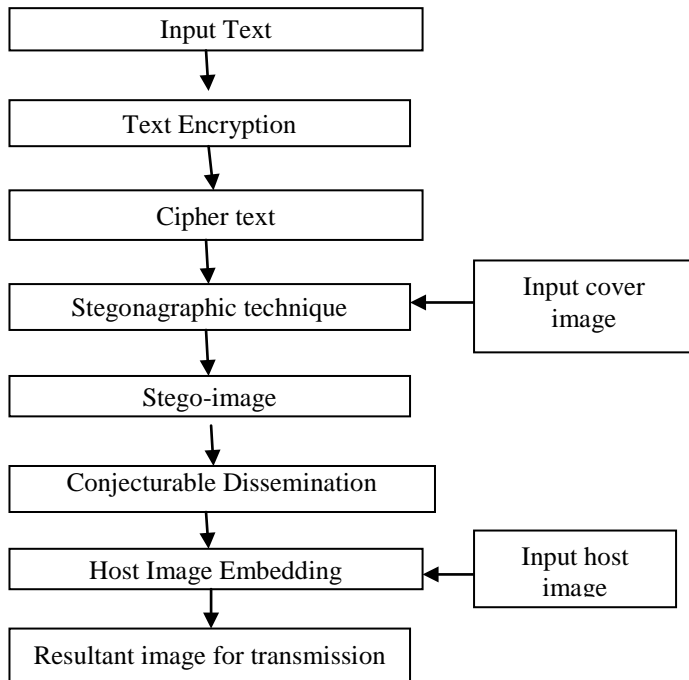 Input Text
Text Encryption
Cipher text
Stegonagraphic technique
Input cover
image
Stego-image
Conjecturable Dissemination
Host Image Embedding
Input host
image
Resultant image for transmission